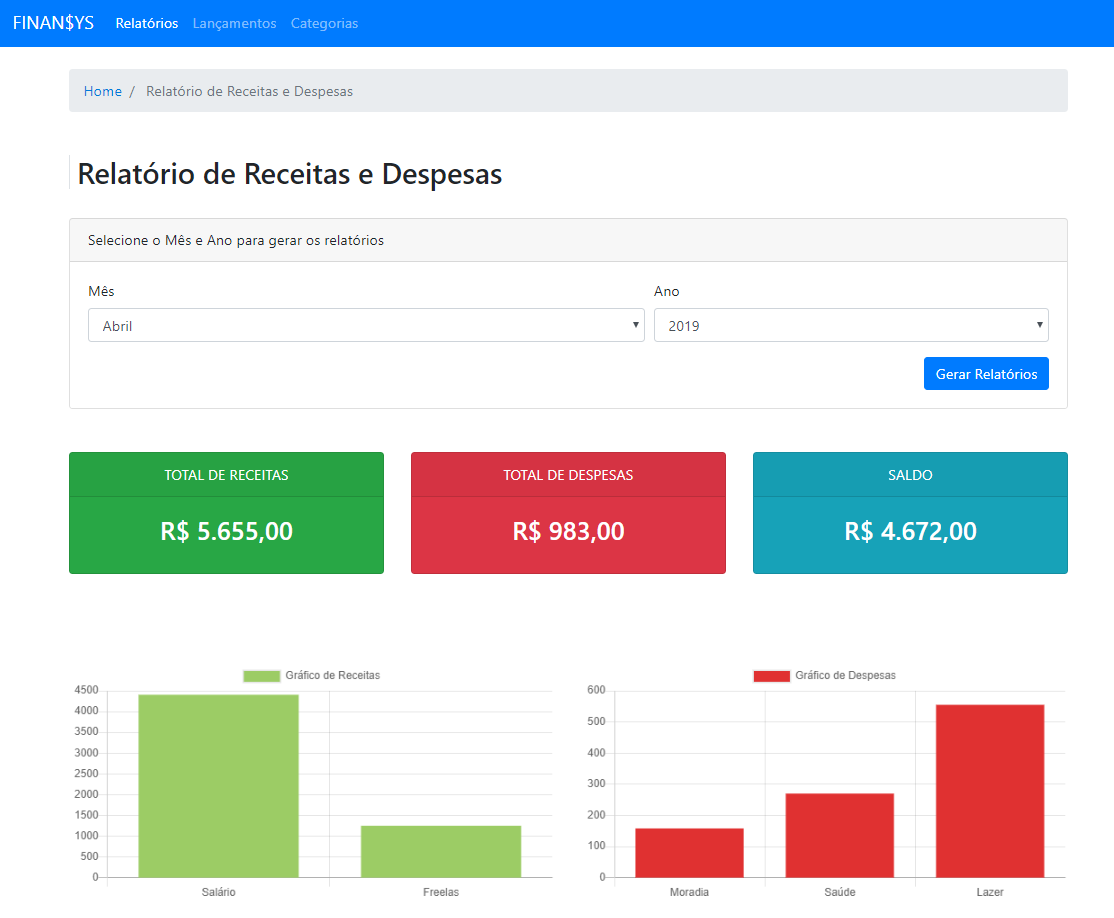 FINAN$YS Relatórios Lançamentos Categorias
Home / Relatório de Receitas e Despesas
Relatório de Receitas e Despesas
Selecione o Mês e Ano para gerar os relatórios
Mês Ano
Abril 2019
Gerar Relatórios
TOTAL DE RECEITAS TOTAL DE DESPESAS SALDO
R$ 5.655,00 R$ 983,00 R$ 4.672,00
Gráfico de Receitas
4500
4000
3500
3000
2500
2000
1500
1000
500
0
Salário Freelas
Gráfico de Despesas
600
500
400
300
200
100
0
Moradia Saúde Lazer